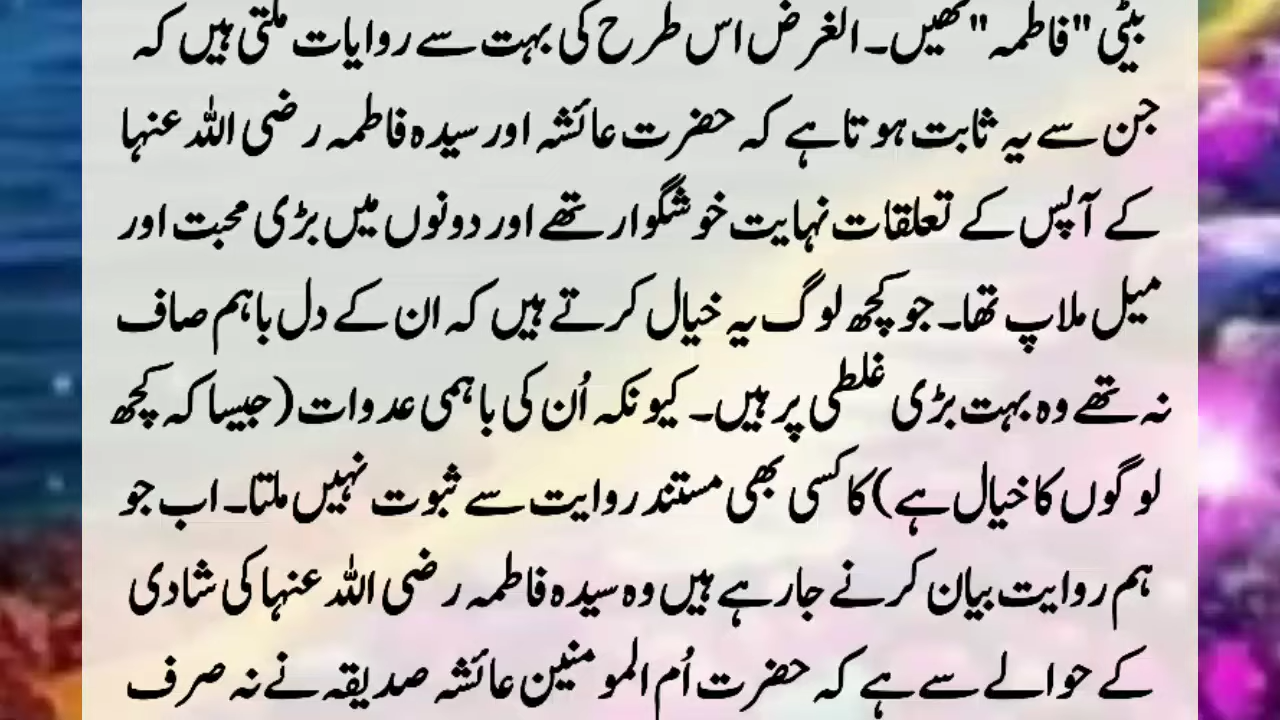 بیٹی "فاطمہ" تھیں۔ الغرض اس طرح کی بہت سے روایات ملتی ہیں کہ
جن سے یہ ثابت ہوتا ہے کہ حضرت عائشہ اور سیدہ فاطمہ رضی اللہ عنہا
کے آپس کے تعلقات نہایت خوشگوار تھے اور دونوں میں بڑی محبت اور
میل ملاپ تھا۔ جو کچھ لوگ یہ خیال کرتے ہیں کہ ان کے دل باہم صاف
نہ تھے وہ بہت بڑی غلطی پر ہیں۔ کیونکہ اُن کی باہمی عدوات (جیسا کہ کچھ
لوگوں کا خیال ہے) کا کسی بھی مستند روایت سے ثبوت نہیں ملتا۔ اب جو
ہم روایت بیان کرنے جا رہے ہیں وہ سیدہ فاطمہ رضی اللہ عنہا کی شادی
کے حوالے سے ہے کہ حضرت اُم المومنین عائشہ صدیقہ نے نہ صرف